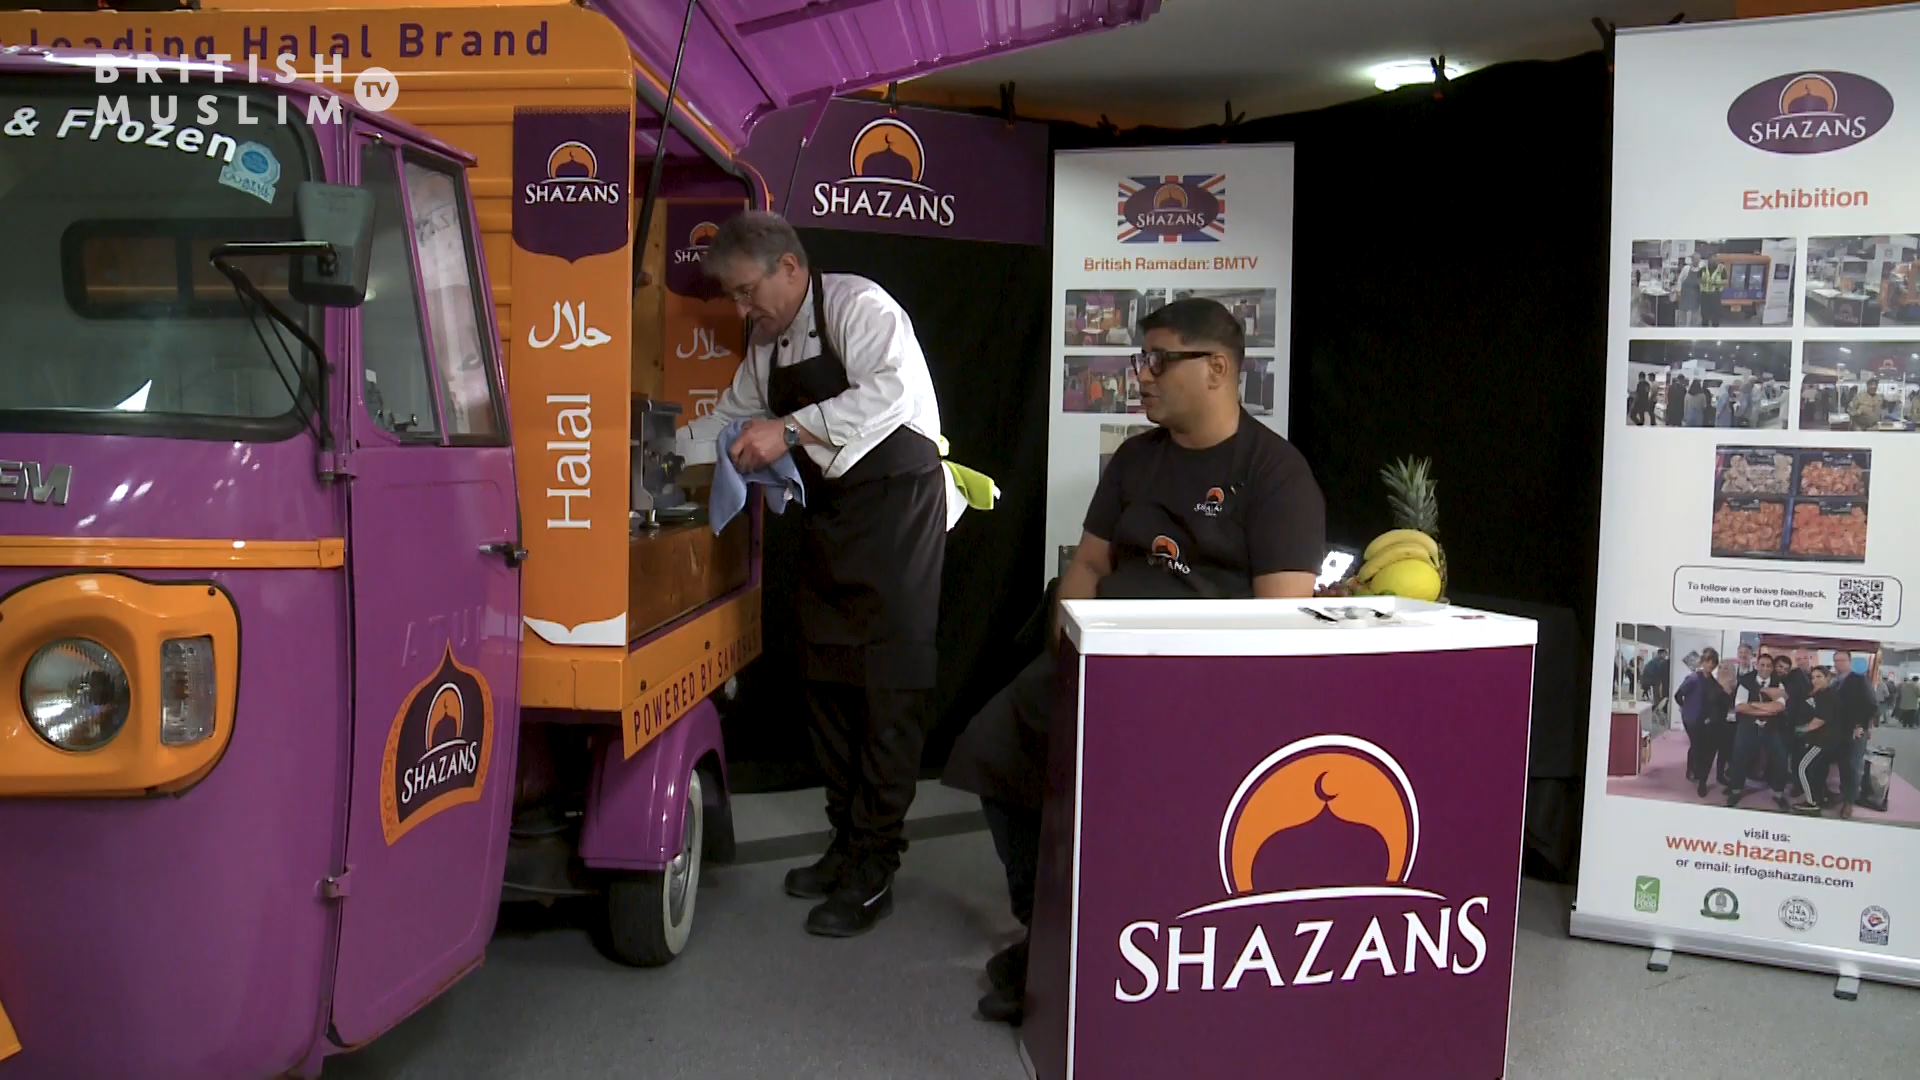 Leading Halal Brand
BRITISH
MUSLIM
TV
& Frozen
SHAZANS
حلال
Halal
SHAZANS
حلال
SHAZANS
SHAZANS
British Ramadan: BMTV
SHAZANS
Exhibition
To follow us or leave feedback,
please scan the QR code
visit us:
www.shazans.com
or email: info@shazans.com
POWERED BY SAMOSAS
SHAZANS
SHAZANS